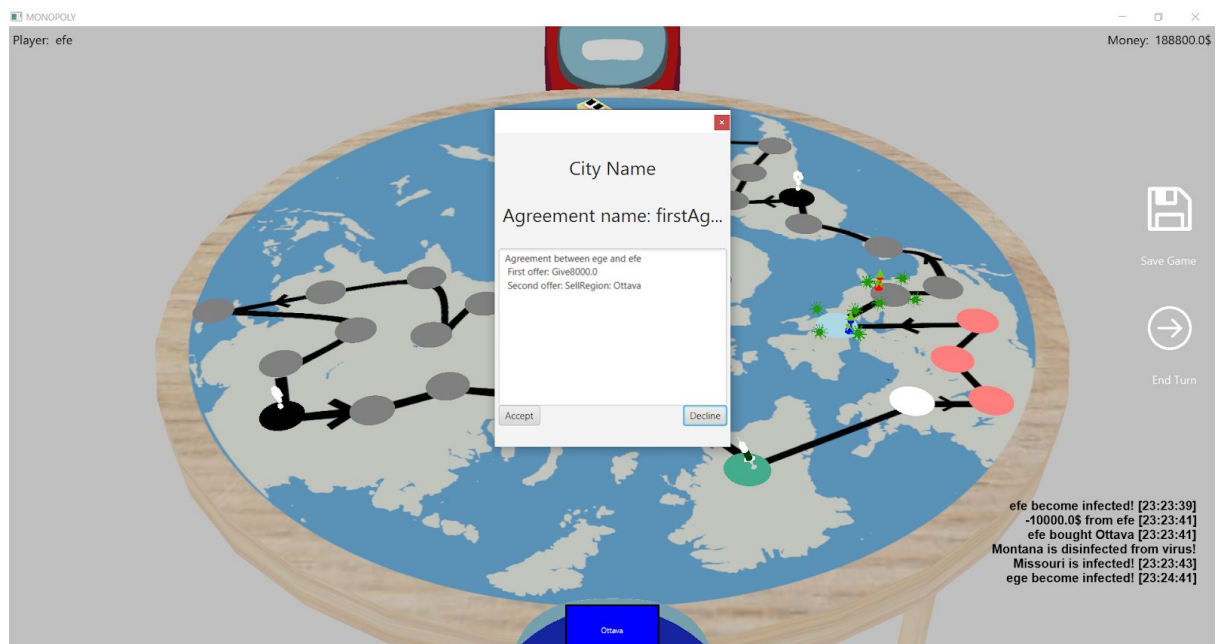 MONOPOLY
Player: efe
Money: 188800.0$
City Name
Agreement name: firstAg...
Agreement between ege and efe
First offer: Give8000.0
Second offer: SellRegion: Ottava
Accept
Decline
Save Game
End Turn
efe become infected! [23:23:39]
-10000.0$ from efe [23:23:41]
efe bought Ottava [23:23:41]
Montana is disinfected from virus!
Missouri is infected! [23:23:43]
ege become infected! [23:24:41]
Ottava